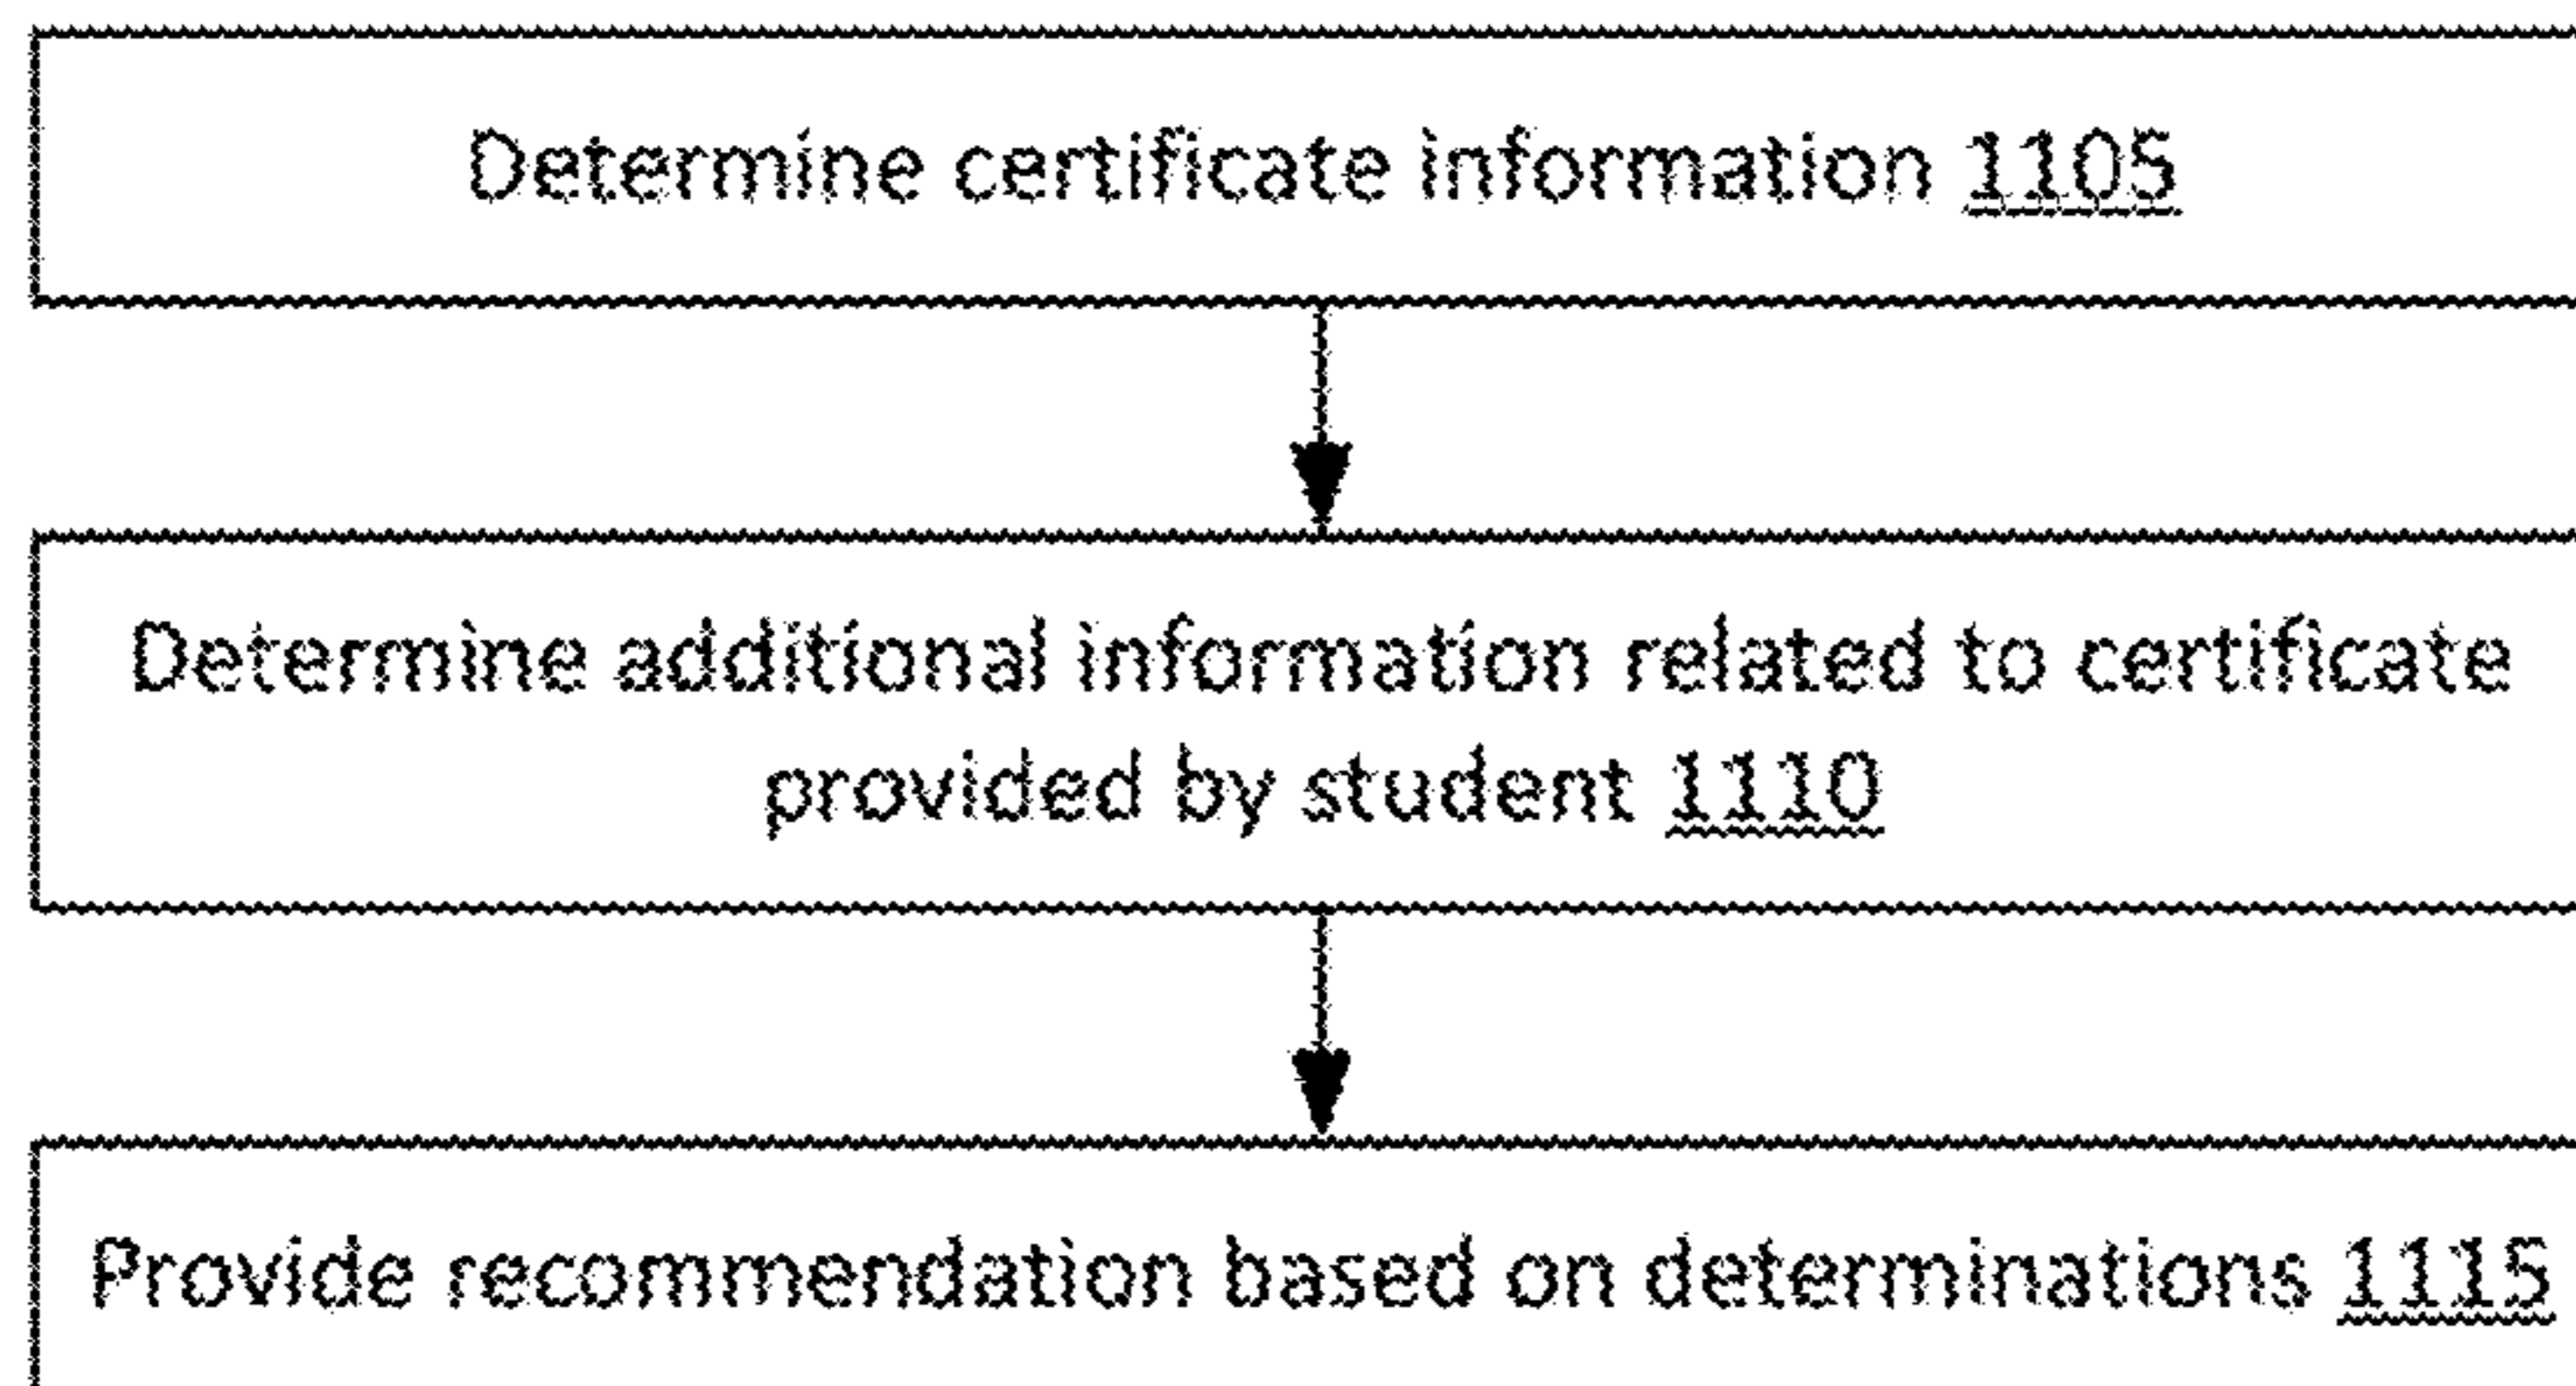 Determine certificate information 1105
Determine additional information related to certificate
provided by student 1110
Provide recommendation based on determinations 1115